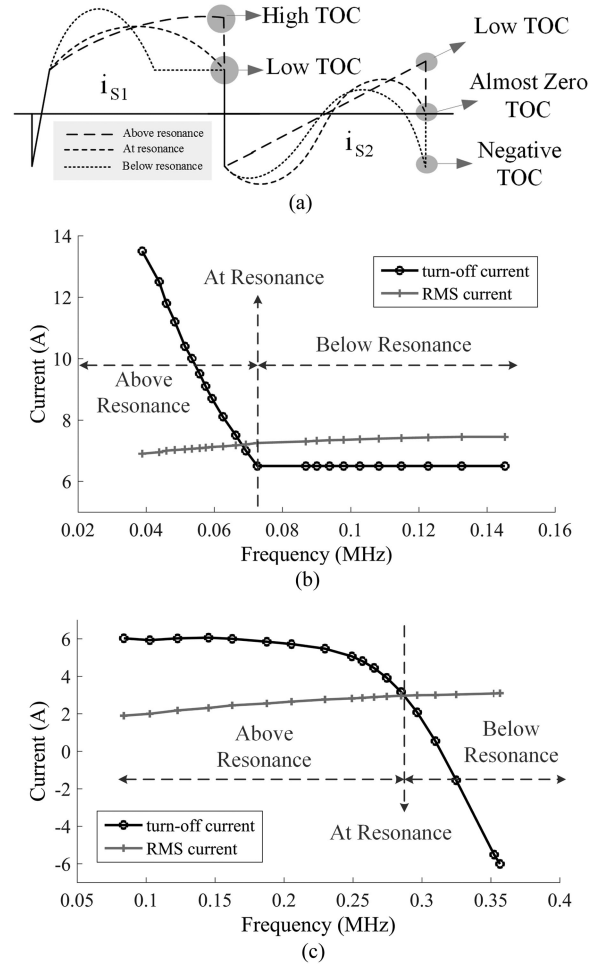 High TOC
Low TOC
Low TOC
Almost Zero
TOC
Negative
TOC
iS1
iS2
Above resonance
At resonance
Below resonance
(a)
14
12
10
8
6
Current (A)
At Resonance
Above
Resonance
Below Resonance
turn-off current
RMS current
0.02 0.04 0.06 0.08 0.1 0.12 0.14 0.16
Frequency (MHz)
(b)
6
4
2
0
-2
-4
-6
Current (A)
Above
Resonance
Below
Resonance
At Resonance
turn-off current
RMS current
0.05 0.1 0.15 0.2 0.25 0.3 0.35 0.4
Frequency (MHz)
(c)